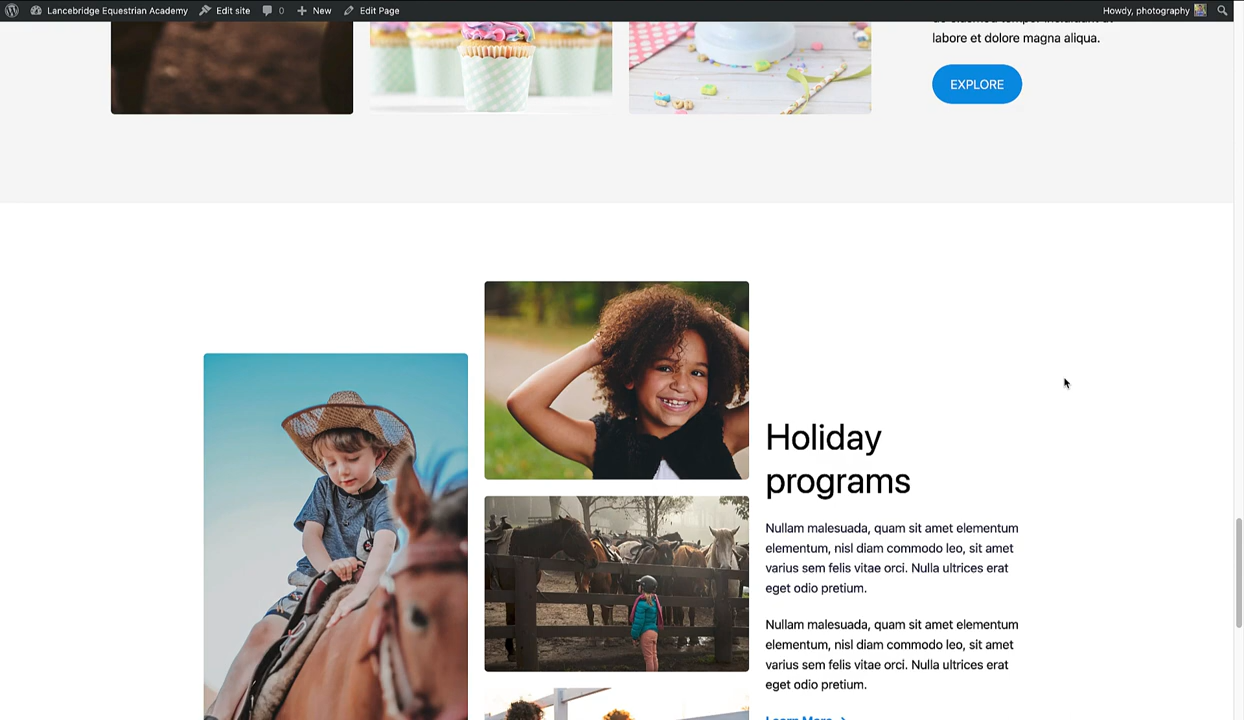 Lancebridge Equestrian Academy Edit site 0 New Edit Page Howdy, photography
labore et dolore magna aliqua.
EXPLORE
Holiday
programs
Nullam malesuada, quam sit amet elementum
elementum, nisl diam commodo leo, sit amet
varius sem felis vitae orci. Nulla ultrices erat
eget odio pretium.
Nullam malesuada, quam sit amet elementum
elementum, nisl diam commodo leo, sit amet
varius sem felis vitae orci. Nulla ultrices erat
eget odio pretium.
Learn More